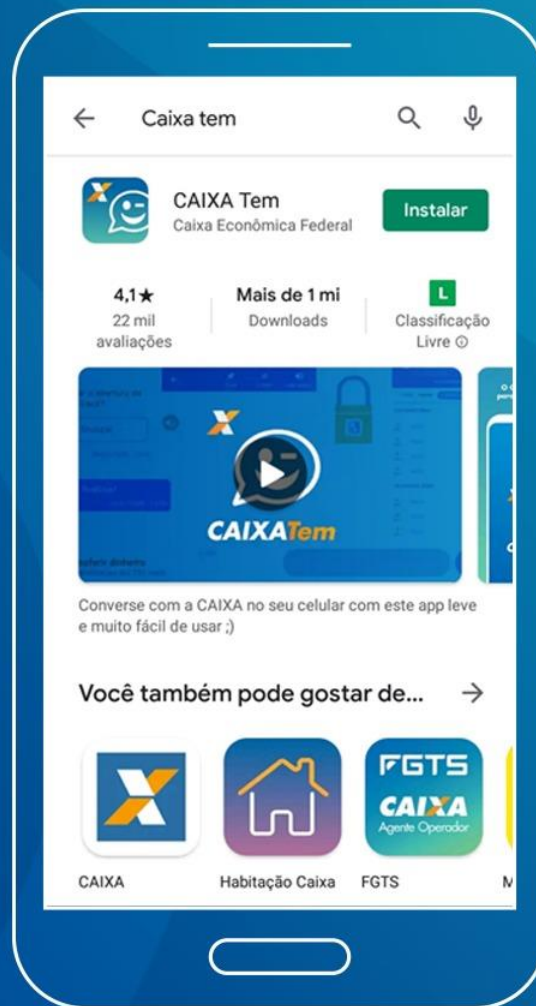 Caixa tem
CAIXA Tem
Caixa Econômica Federal
Instalar
4,1★
22 mil
avaliações
Mais de 1 mi
Downloads
L
Classificação
Livre
CAIXATem
Converse com a CAIXA no seu celular com este app leve
e muito fácil de usar ;)
Você também pode gostar de...
FGTS
CAIXA
Agente Operador
CAIXA
Habitação Caixa
FGTS